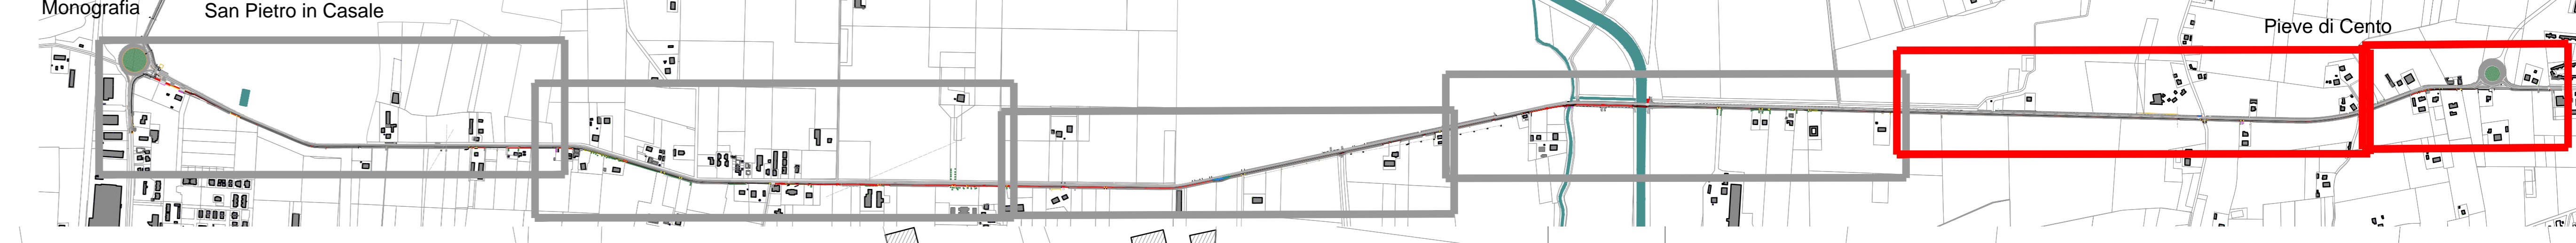 Monografia
San Pietro in Casale
Pieve di Cento